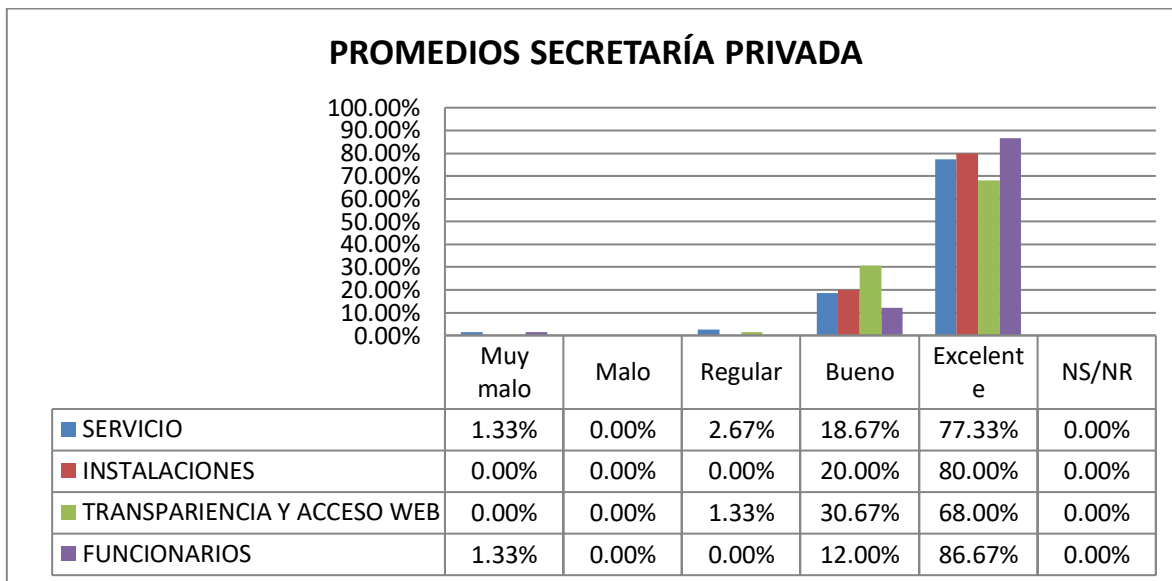 PROMEDIOS SECRETARÍA PRIVADA
100.00%
90.00%
80.00%
70.00%
60.00%
50.00%
40.00%
30.00%
20.00%
10.00%
0.00%
Muy malo Malo Regular Bueno Excelente NS/NR
SERVICIO 1.33% 0.00% 2.67% 18.67% 77.33% 0.00%
INSTALACIONES 0.00% 0.00% 0.00% 20.00% 80.00% 0.00%
TRANSPARIENCIA Y ACCESO WEB 0.00% 0.00% 1.33% 30.67% 68.00% 0.00%
FUNCIONARIOS 1.33% 0.00% 0.00% 12.00% 86.67% 0.00%